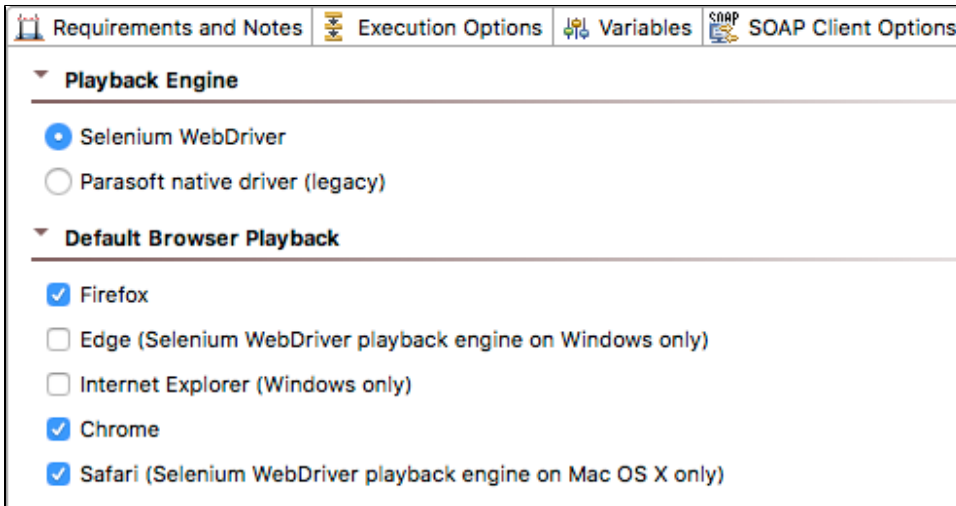 Requirements and Notes Execution Options Variables SOAP SOAP Client Options
Playback Engine
Selenium WebDriver
Parasoft native driver (legacy)
Default Browser Playback
Firefox
Edge (Selenium WebDriver playback engine on Windows only)
Internet Explorer (Windows only)
Chrome
Safari (Selenium WebDriver playback engine on Mac OS X only)